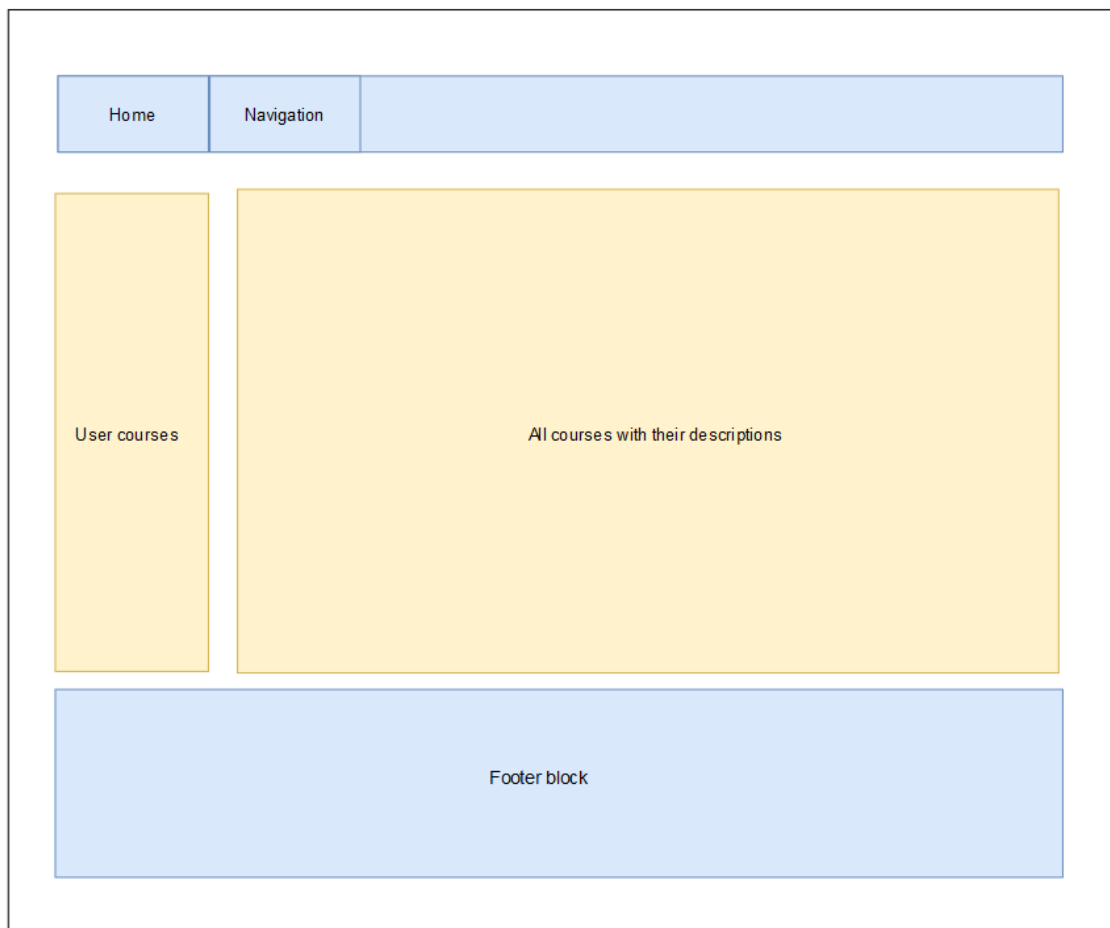 Home
Navigation
User courses
All courses with their descriptions
Footer block